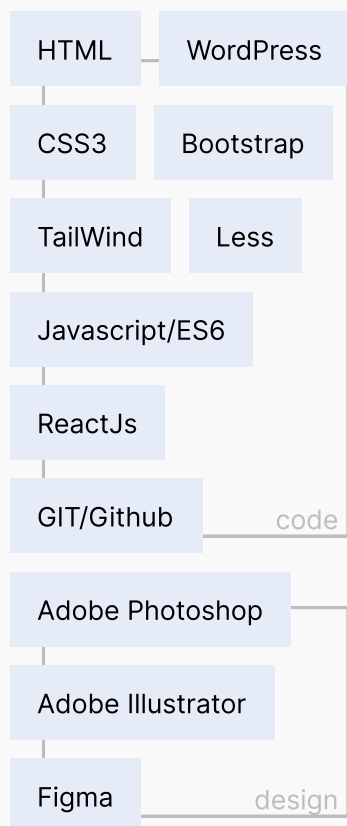 HTML WordPress
CSS3 Bootstrap
TailWind Less
Javascript/ES6
ReactJs
GIT/Github
code
Adobe Photoshop
Adobe Illustrator
Figma
design